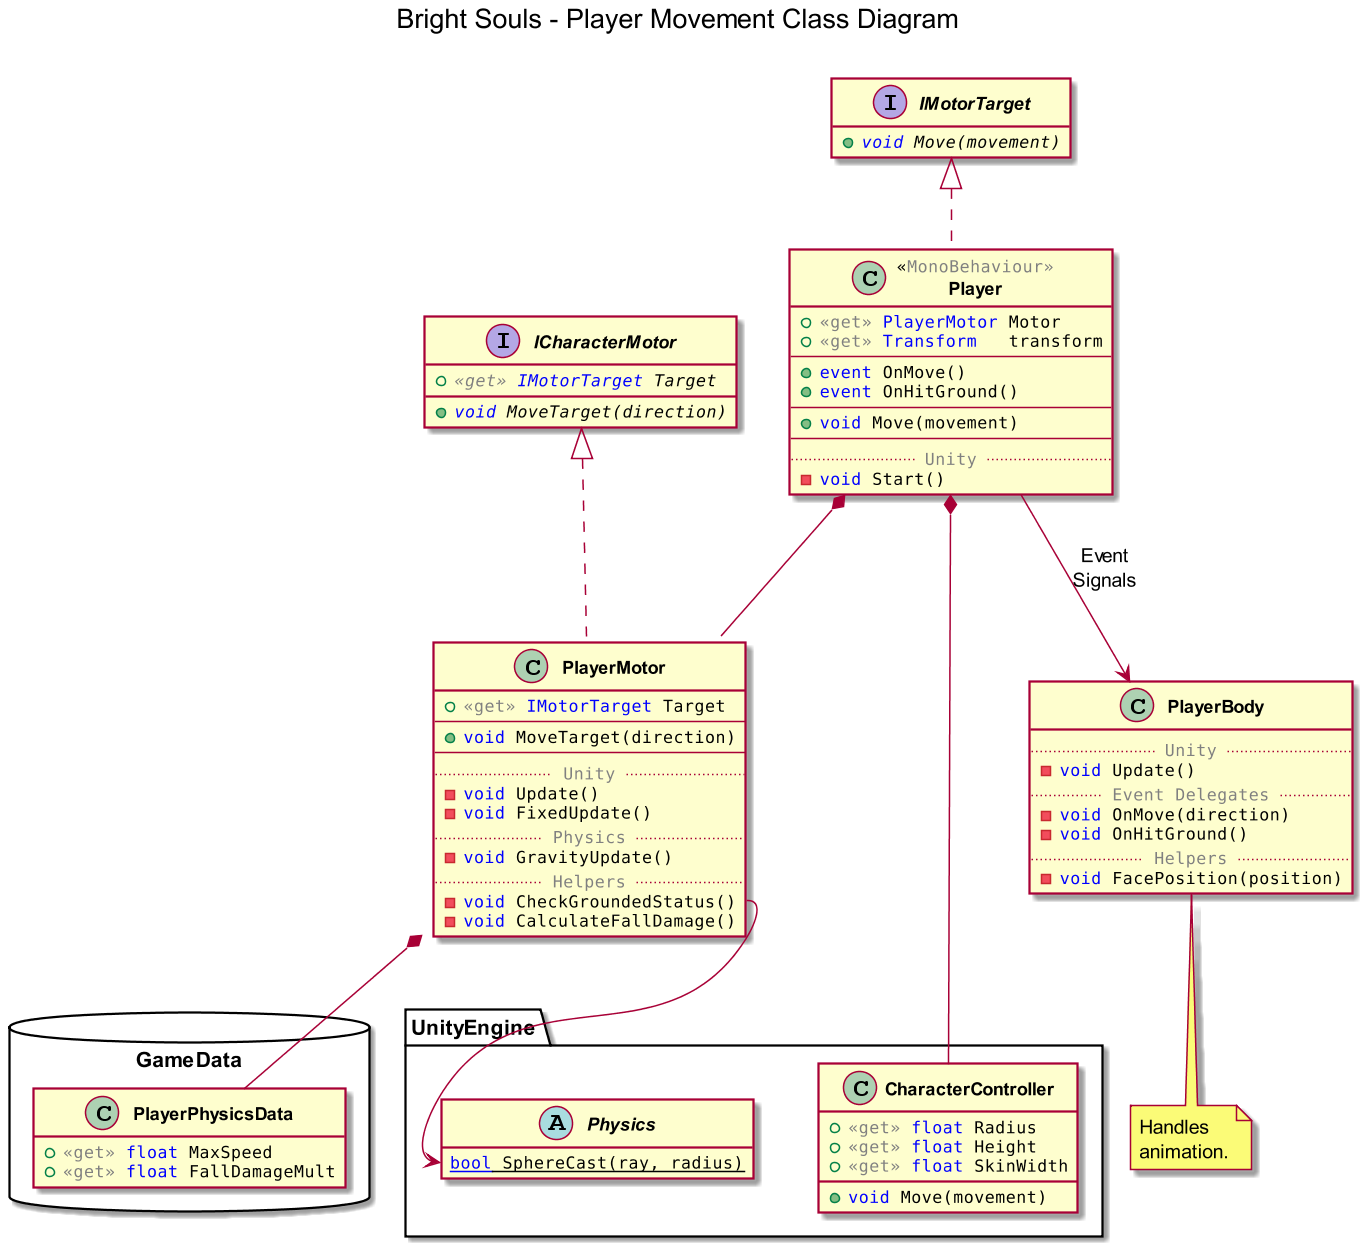 Bright Souls - Player Movement Class Diagram
I IMotorTarget
void Move(movement)
C «MonoBehaviour»
Player
«get» PlayerMotor Motor
«get» Transform transform
event OnMove()
event OnHitGround()
void Move(movement)
Unity
void Start()
I ICharacterMotor
«get» IMotorTarget Target
void MoveTarget(direction)
Event
Signals
C PlayerMotor
«get» IMotorTarget Target
void MoveTarget(direction)
Unity
void Update()
void FixedUpdate()
Physics
void GravityUpdate()
Helpers
void CheckGroundedStatus()
void CalculateFallDamage()
C PlayerBody
Unity
void Update()
Event Delegates
void OnMove(direction)
void OnHitGround()
Helpers
void FacePosition(position)
GameData
C PlayerPhysicsData
«get» float MaxSpeed
«get» float FallDamageMult
UnityEngine
A Physics
bool SphereCast(ray, radius)
C CharacterController
«get» float Radius
«get» float Height
«get» float SkinWidth
void Move(movement)
Handles
animation.